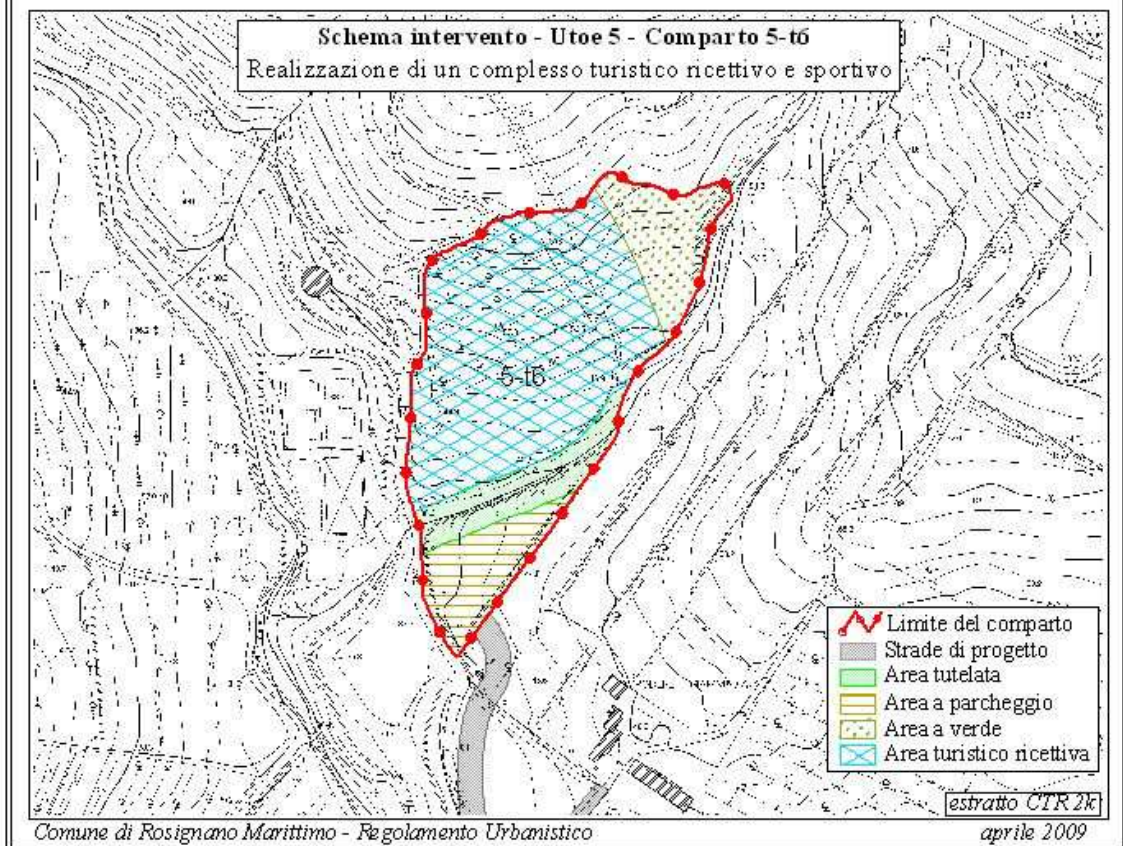 Schema intervento - Utoe 5 - Comparto 5-t6
Realizzazione di un complesso turistico ricettivo e sportivo
5-t6
Limite del comparto
Strade di progetto
Area tutelata
Area a parcheggio
Area a verde
Area turistico ricettiva
estratto CTR 2k
Comune di Rosignano Marittimo - Regolamento Urbanistico
aprile 2009